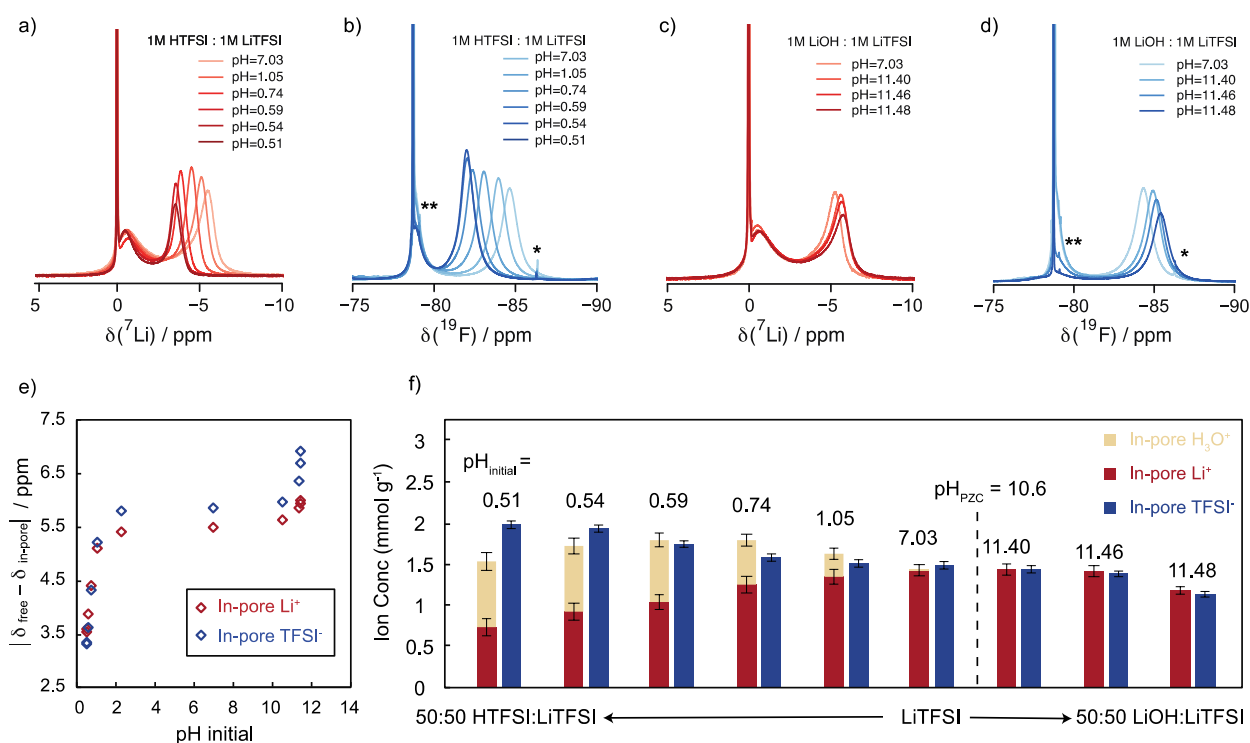 a)
1M HTFSI : 1M LiTFSI
pH=7.03
pH=1.05
pH=0.74
pH=0.59
pH=0.54
pH=0.51
5
0
−5
−10
δ(⁷Li) / ppm
b)
1M HTFSI : 1M LiTFSI
pH=7.03
pH=1.05
pH=0.74
pH=0.59
pH=0.54
pH=0.51
**
*
−75
−80
−85
−90
δ(¹⁹F) / ppm
c)
1M LiOH : 1M LiTFSI
pH=7.03
pH=11.40
pH=11.46
pH=11.48
5
0
−5
−10
δ(⁷Li) / ppm
d)
1M LiOH : 1M LiTFSI
pH=7.03
pH=11.40
pH=11.46
pH=11.48
**
*
−75
−80
−85
−90
δ(¹⁹F) / ppm
e)
| δ free − δ in-pore| / ppm
7.5
6.5
5.5
4.5
3.5
2.5
In-pore Li⁺
In-pore TFSI⁻
0 2 4 6 8 10 12 14
pH initial
f)
Ion Conc (mmol g⁻¹)
3
2.5
2
1.5
1
0.5
0
In-pore H₃O⁺
In-pore Li⁺
In-pore TFSI⁻
pHinitial =
0.51
0.54
0.59
0.74
1.05
7.03
pHPZC = 10.6
11.40
11.46
11.48
50:50 HTFSI:LiTFSI
LiTFSI
50:50 LiOH:LiTFSI